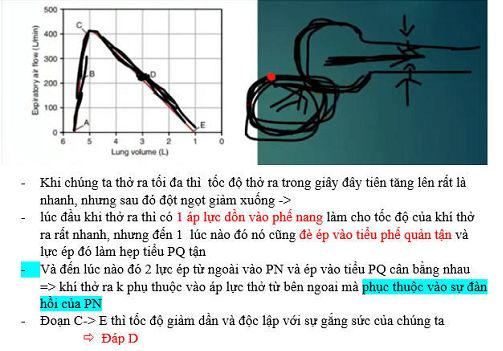 500
400
300
200
100
0
Expiratory air flow (L/min)
C
B
D
A
E
6 5 4 3 2 1 0
Lung volume (L)
- Khi chúng ta thở ra tối đa thì tốc độ thở ra trong giây đây tiên tăng lên rất là
nhanh, nhưng sau đó đột ngọt giảm xuống ->
- lúc đầu khi thở ra thì có 1 áp lực dồn vào phế nang làm cho tốc độ của khí thở
ra rất nhanh, nhưng đến 1 lúc nào đó nó cũng đè ép vào tiểu phế quản tận và
lực ép đó làm hẹp tiểu PQ tận
- Và đến lúc nào đó 2 lực ép từ ngoài vào PN và ép vào tiểu PQ cân bằng nhau
=> khí thở ra k phụ thuộc vào áp lực thở từ bên ngoai mà phục thuộc vào sự đàn
hồi của PN
- Đoạn C-> E thì tốc độ giảm dần và độc lập với sự gắng sức của chúng ta
⇨ Đáp D